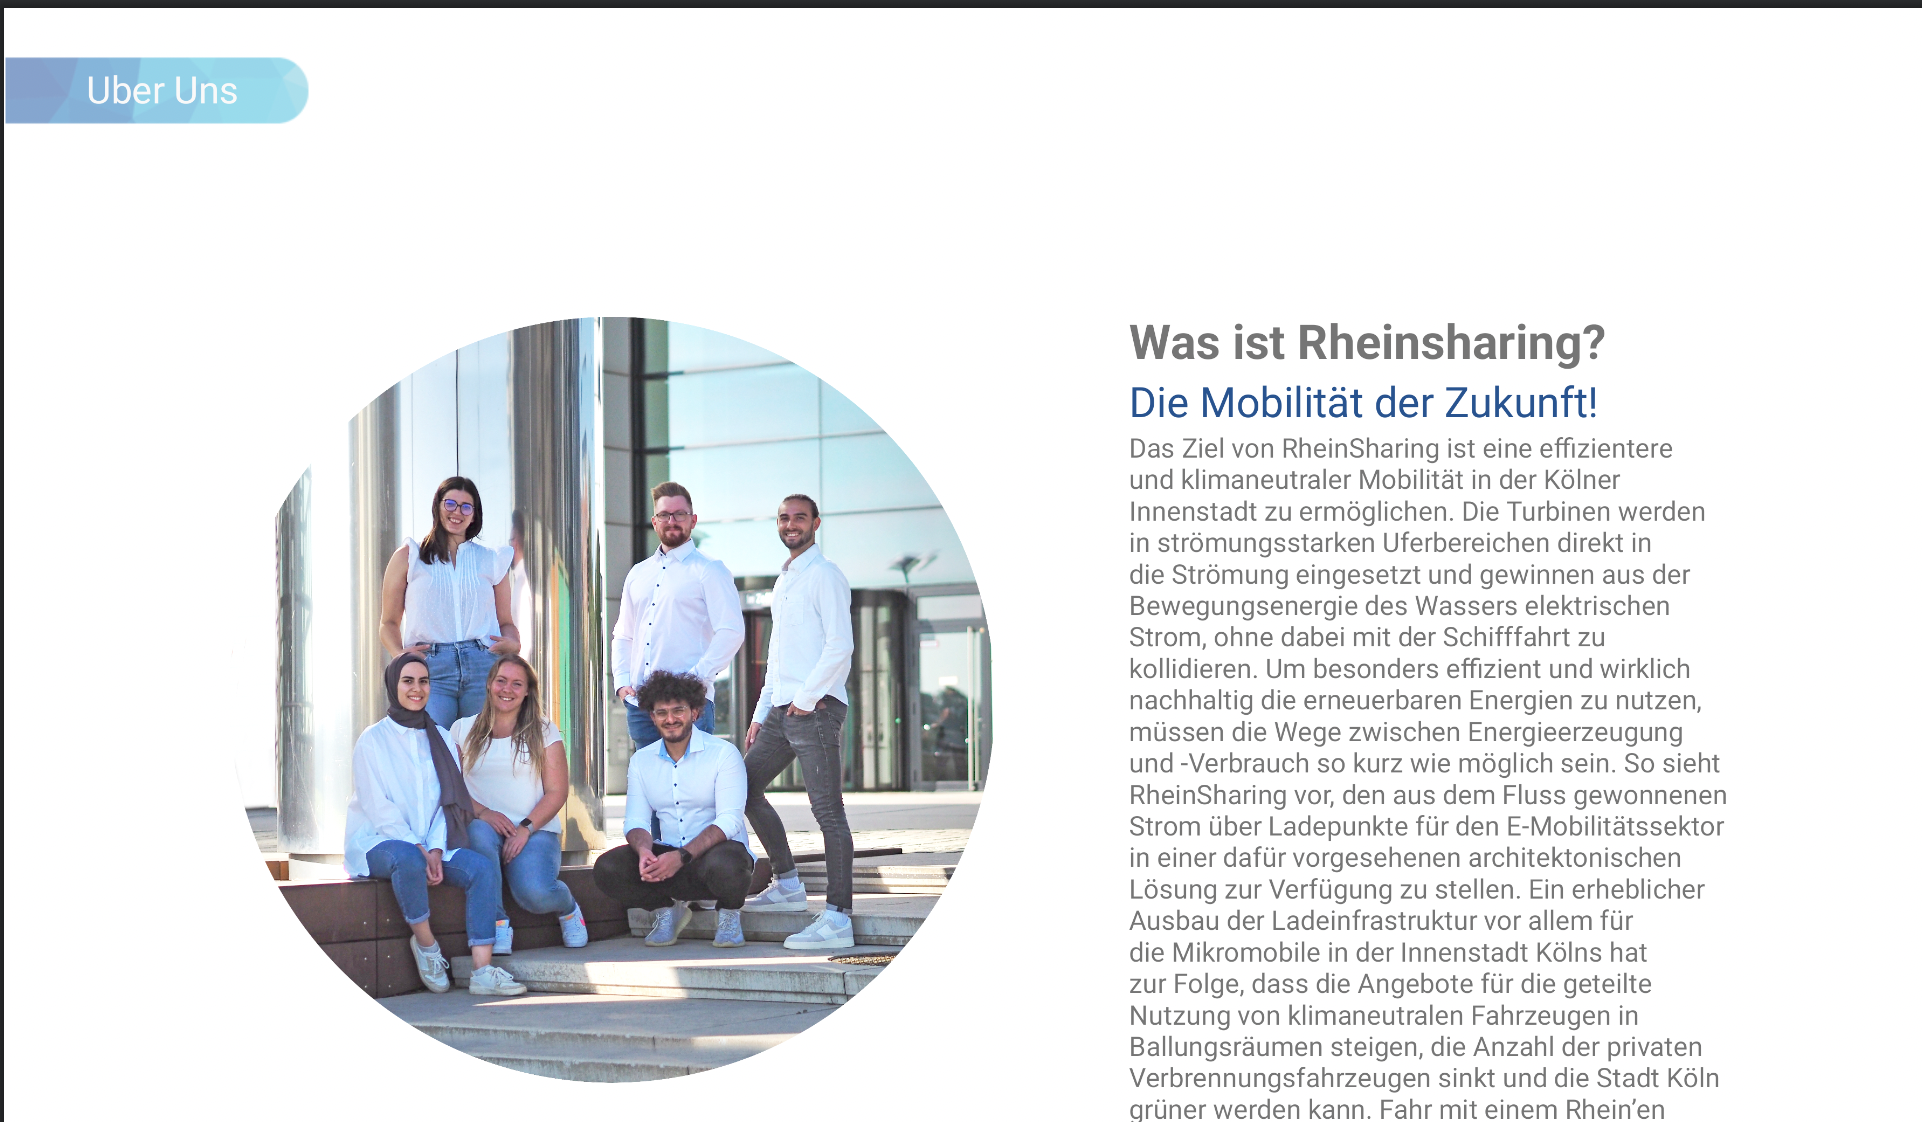 Uber Uns
Was ist Rheinsharing?
Die Mobilität der Zukunft!
Das Ziel von RheinSharing ist eine effizientere
und klimaneutraler Mobilität in der Kölner
Innenstadt zu ermöglichen. Die Turbinen werden
in strömungsstarken Uferbereichen direkt in
die Strömung eingesetzt und gewinnen aus der
Bewegungsenergie des Wassers elektrischen
Strom, ohne dabei mit der Schifffahrt zu
kollidieren. Um besonders effizient und wirklich
nachhaltig die erneuerbaren Energien zu nutzen,
müssen die Wege zwischen Energieerzeugung
und -Verbrauch so kurz wie möglich sein. So sieht
RheinSharing vor, den aus dem Fluss gewonnenen
Strom über Ladepunkte für den E-Mobilitätssektor
in einer dafür vorgesehenen architektonischen
Lösung zur Verfügung zu stellen. Ein erheblicher
Ausbau der Ladeinfrastruktur vor allem für
die Mikromobile in der Innenstadt Kölns hat
zur Folge, dass die Angebote für die geteilte
Nutzung von klimaneutralen Fahrzeugen in
Ballungsräumen steigen, die Anzahl der privaten
Verbrennungsfahrzeugen sinkt und die Stadt Köln
grüner werden kann. Fahr mit einem Rhein’en